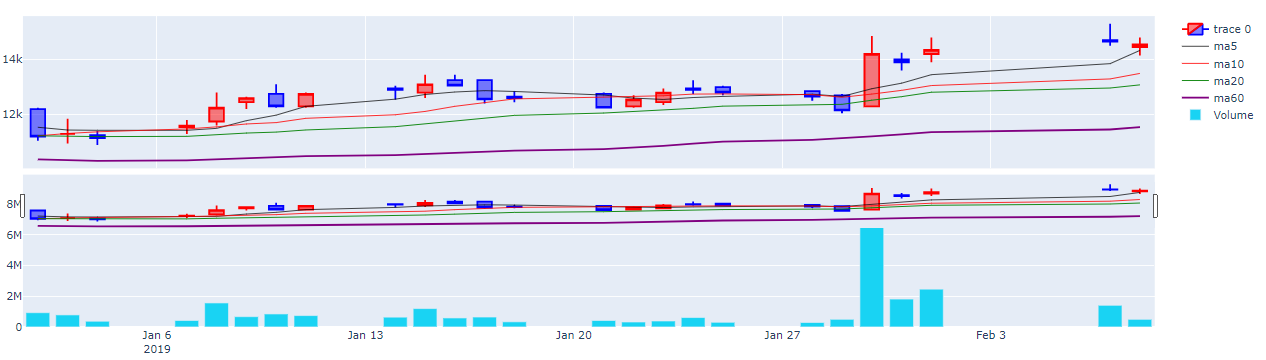 14k
12k
trace 0
ma5
ma10
ma20
ma60
Volume
8M
6M
4M
2M
0
Jan 6
2019
Jan 13
Jan 20
Jan 27
Feb 3